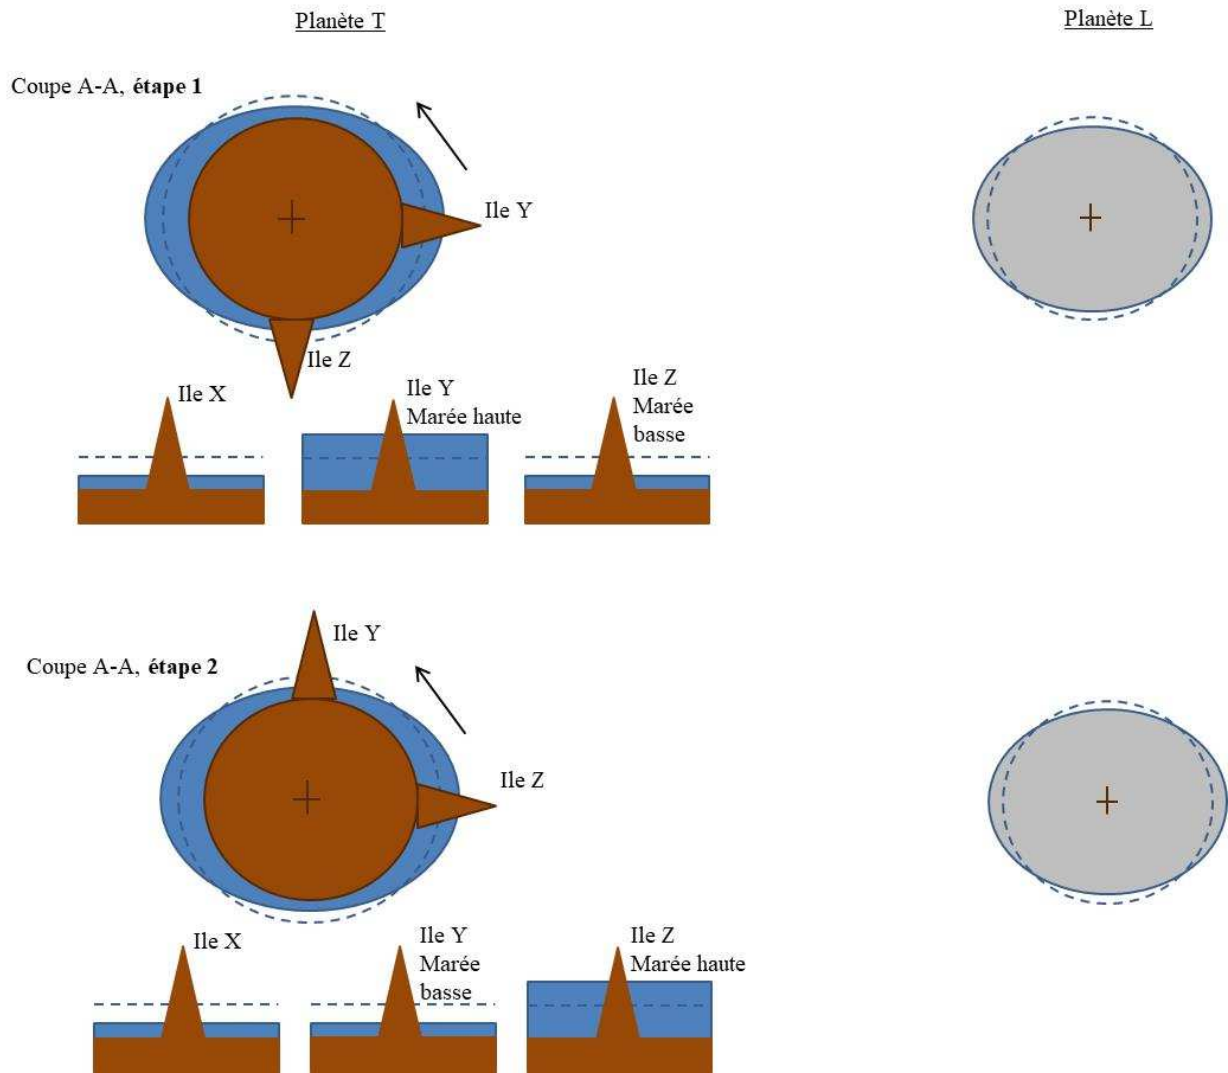 Planète T
Planète L
Coupe A-A, étape 1
Ile Y
Ile Z
Ile X
Ile Y
Marée haute
Ile Z
Marée
basse
Ile Y
Coupe A-A, étape 2
Ile Z
Ile X
Ile Y
Marée
basse
Ile Z
Marée haute